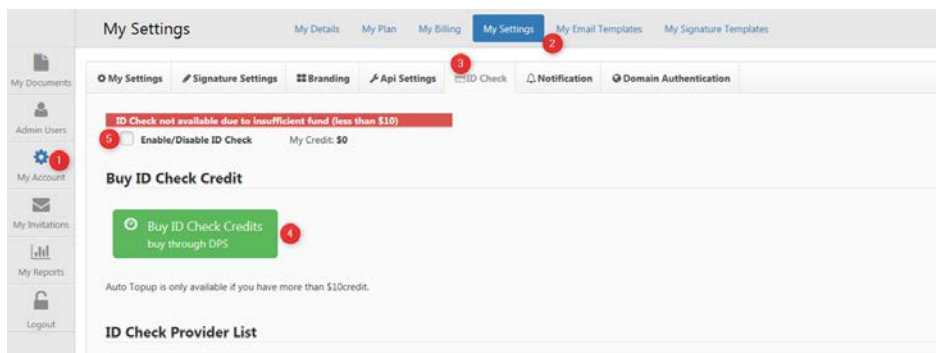 My Settings
My Details My Plan My Billing My Settings My Email Templates My Signature Templates
2
My Documents
3
My Settings Signature Settings Branding Api Settings ID Check Notification Domain Authentication
Admin Users
ID Check not available due to insufficient fund (less than $10)
5 Enable/Disable ID Check My Credit: $0
1
My Account
Buy ID Check Credit
My Invitations
Buy ID Check Credits
buy through DPS
4
My Reports
Auto Topup is only available if you have more than $10credit.
Logout
ID Check Provider List